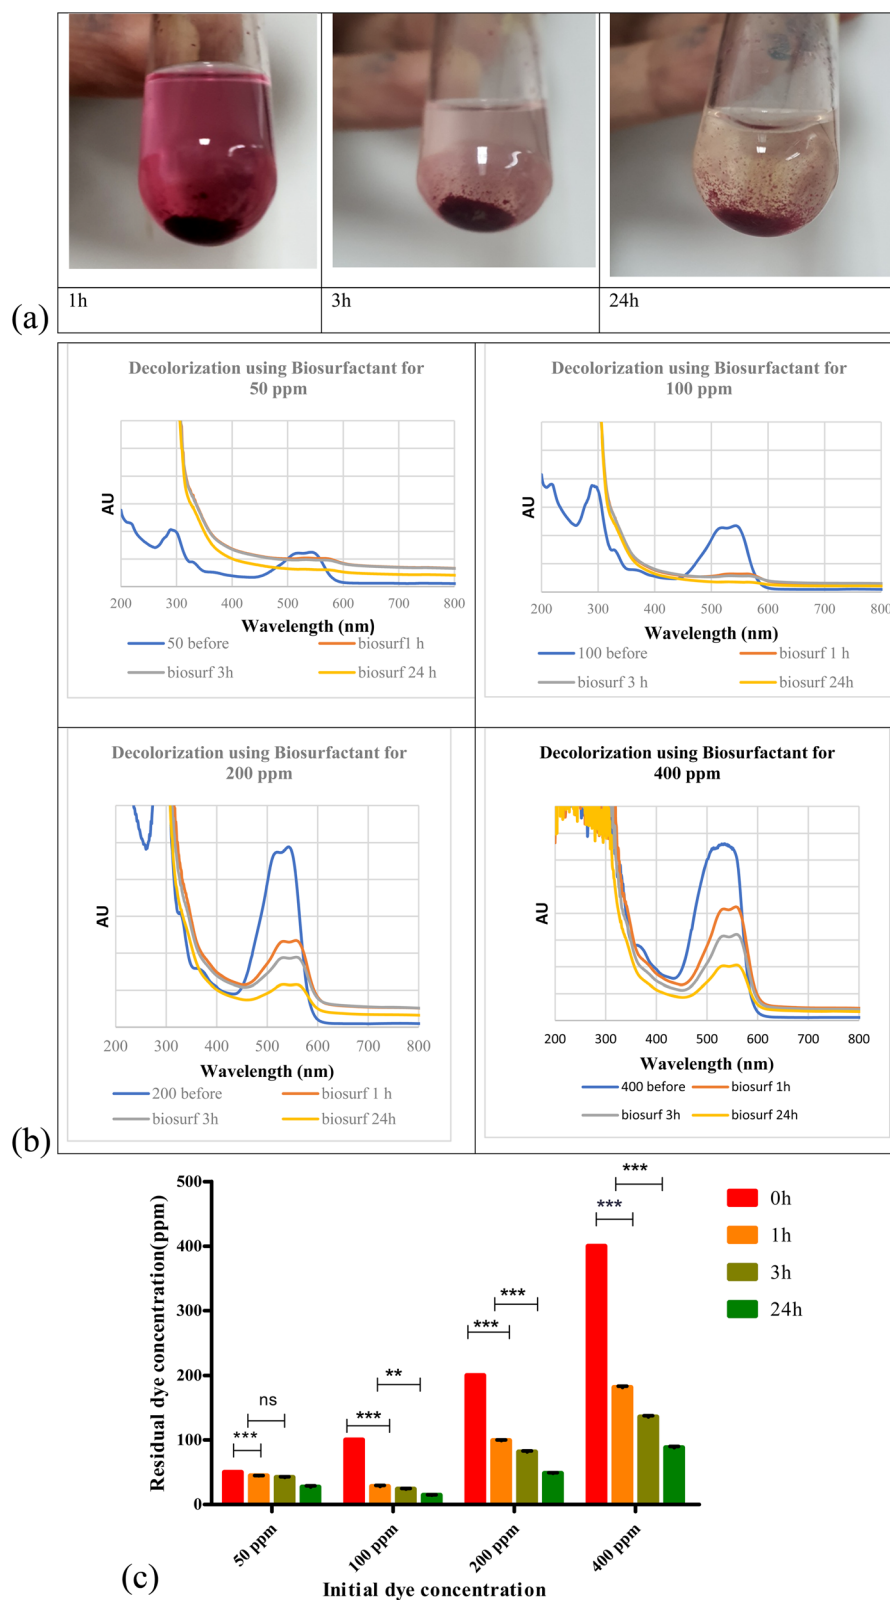 1h
3h
24h
(a)
Decolorization using Biosurfactant for
50 ppm
AU
200 300 400 500 600 700 800
Wavelength (nm)
50 before
biosurf1 h
biosurf 3h
biosurf 24 h
Decolorization using Biosurfactant for
100 ppm
AU
200 300 400 500 600 700 800
Wavelength (nm)
100 before
biosurf 1 h
biosurf 3 h
biosurf 24h
Decolorization using Biosurfactant for
200 ppm
AU
200 300 400 500 600 700 800
Wavelength (nm)
200 before
biosurf 1 h
biosurf 3h
biosurf 24h
Decolorization using Biosurfactant for
400 ppm
AU
200 300 400 500 600 700 800
Wavelength (nm)
400 before
biosurf 1h
biosurf 3h
biosurf 24h
(b)
Residual dye concentration(ppm)
500
400
300
200
100
0
***
ns
***
**
***
***
***
***
0h
1h
3h
24h
50 ppm
100 ppm
200 ppm
400 ppm
Initial dye concentration
(c)